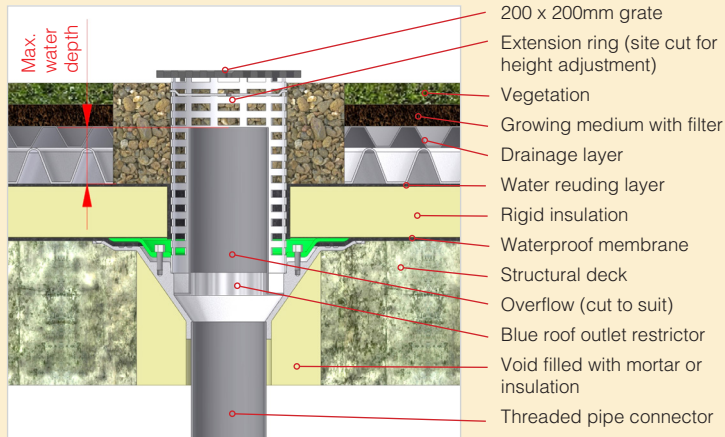 Max.
water
depth
200 x 200mm grate
Extension ring (site cut for
height adjustment)
Vegetation
Growing medium with filter
Drainage layer
Water reuding layer
Rigid insulation
Waterproof membrane
Structural deck
Overflow (cut to suit)
Blue roof outlet restrictor
Void filled with mortar or
insulation
Threaded pipe connector